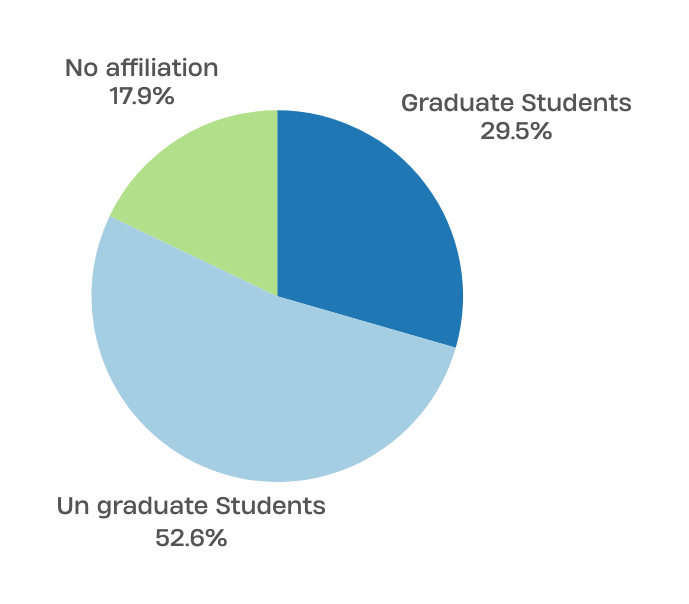 No affiliation
17.9%
Graduate Students
29.5%
Un graduate Students
52.6%